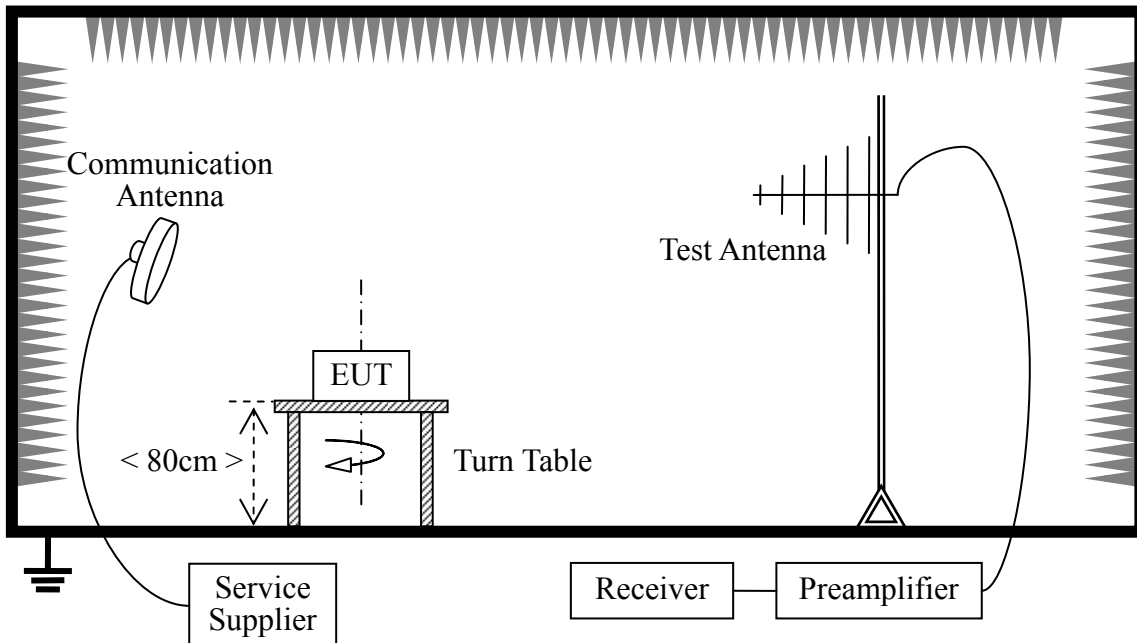 Communication
Antenna
Test Antenna
EUT
< 80cm >
Turn Table
Service
Supplier
Receiver
Preamplifier